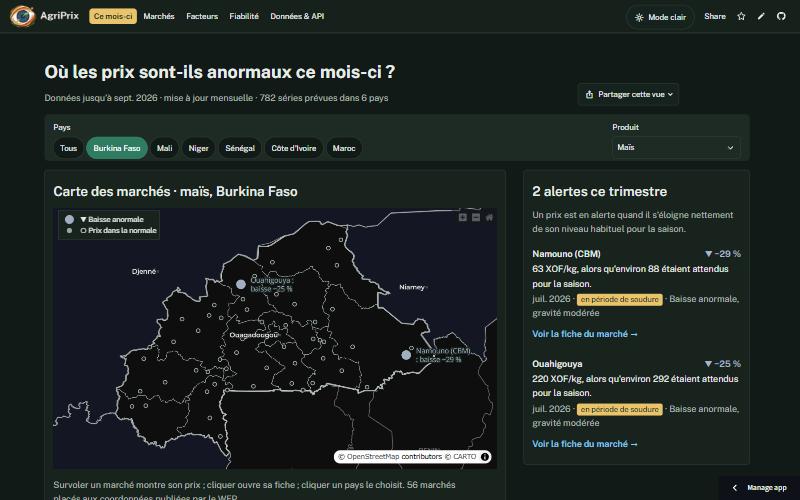 AgriPrix
Ce mois-ci
Marchés
Facteurs
Fiabilité
Données & API
Mode clair
Share
Où les prix sont-ils anormaux ce mois-ci ?
Données jusqu'à sept. 2026 · mise à jour mensuelle · 782 séries prévues dans 6 pays
Partager cette vue
Pays
Tous
Burkina Faso
Mali
Niger
Sénégal
Côte d'Ivoire
Maroc
Produit
Maïs
Carte des marchés · maïs, Burkina Faso
▼ Baisse anormale
○ Prix dans la normale
Djenné
Niamey
Ouahigouya :
baisse −25 %
Ouagadougou
Namouno (CBM)
: baisse −29 %
© OpenStreetMap contributors © CARTO
Survoler un marché montre son prix ; cliquer ouvre sa fiche ; cliquer un pays le choisit. 56 marchés
placés aux coordonnées publiées par le WFP.
2 alertes ce trimestre
Un prix est en alerte quand il s'éloigne nettement
de son niveau habituel pour la saison.
Namouno (CBM)
▼ −29 %
63 XOF/kg, alors qu'environ 88 étaient attendus
pour la saison.
juil. 2026 · en période de soudure · Baisse anormale,
gravité modérée
Voir la fiche du marché →
Ouahigouya
▼ −25 %
220 XOF/kg, alors qu'environ 292 étaient attendus
pour la saison.
juil. 2026 · en période de soudure · Baisse anormale,
gravité modérée
Voir la fiche du marché →
Manage app